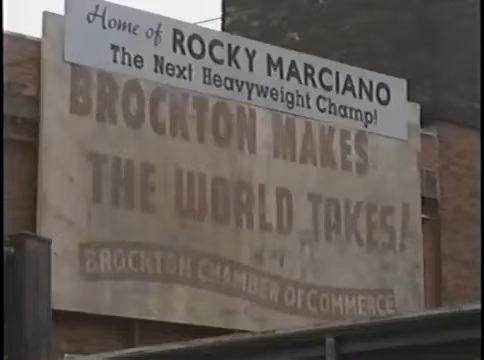 Home of ROCKY MARCIANO
The Next Heavyweight Champ!
BROCKTON MAKES
THE WORLD TAKES!
BROCKTON CHAMBER OF COMMERCE